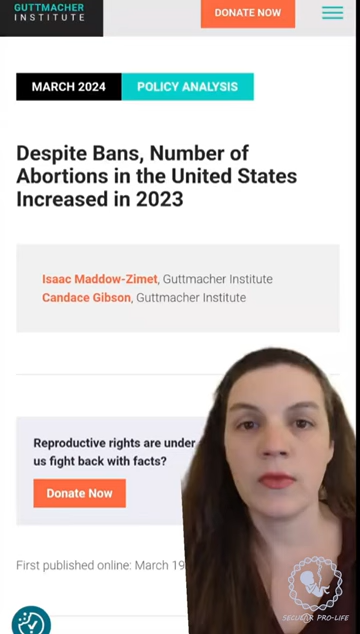 GUTTMACHER
INSTITUTE
DONATE NOW
MARCH 2024
POLICY ANALYSIS
Despite Bans, Number of
Abortions in the United States
Increased in 2023
Isaac Maddow-Zimet, Guttmacher Institute
Candace Gibson, Guttmacher Institute
Reproductive rights are under
us fight back with facts?
Donate Now
First published online: March 19
SECULAR PRO-LIFE